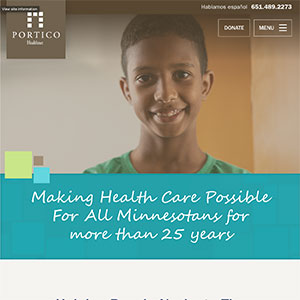 View site information
Hablamos español 651.489.2273
PORTICO
Healthnet
DONATE
MENU
Making Health Care Possible
For All Minnesotans for
more than 25 years